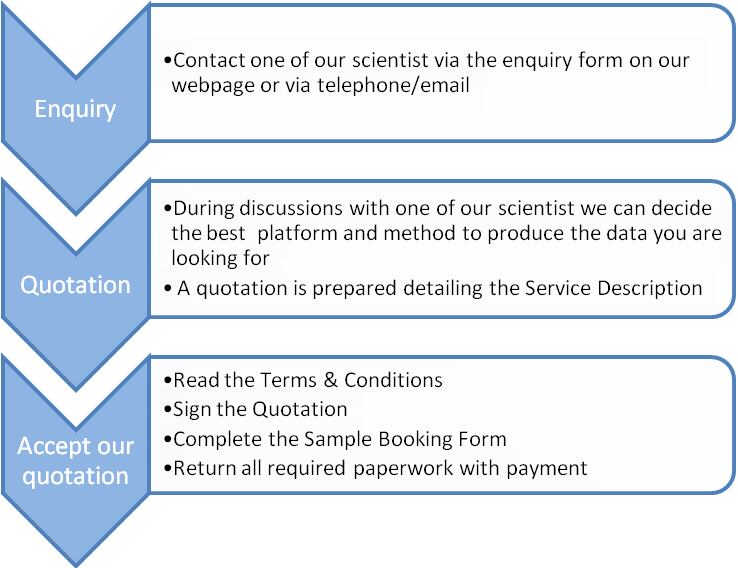 Enquiry
•Contact one of our scientist via the enquiry form on our
webpage or via telephone/email
Quotation
•During discussions with one of our scientist we can decide
the best  platform and method to produce the data you are
looking for
• A quotation is prepared detailing the Service Description
Accept our
quotation
•Read the Terms & Conditions
•Sign the Quotation
•Complete the Sample Booking Form
•Return all required paperwork with payment